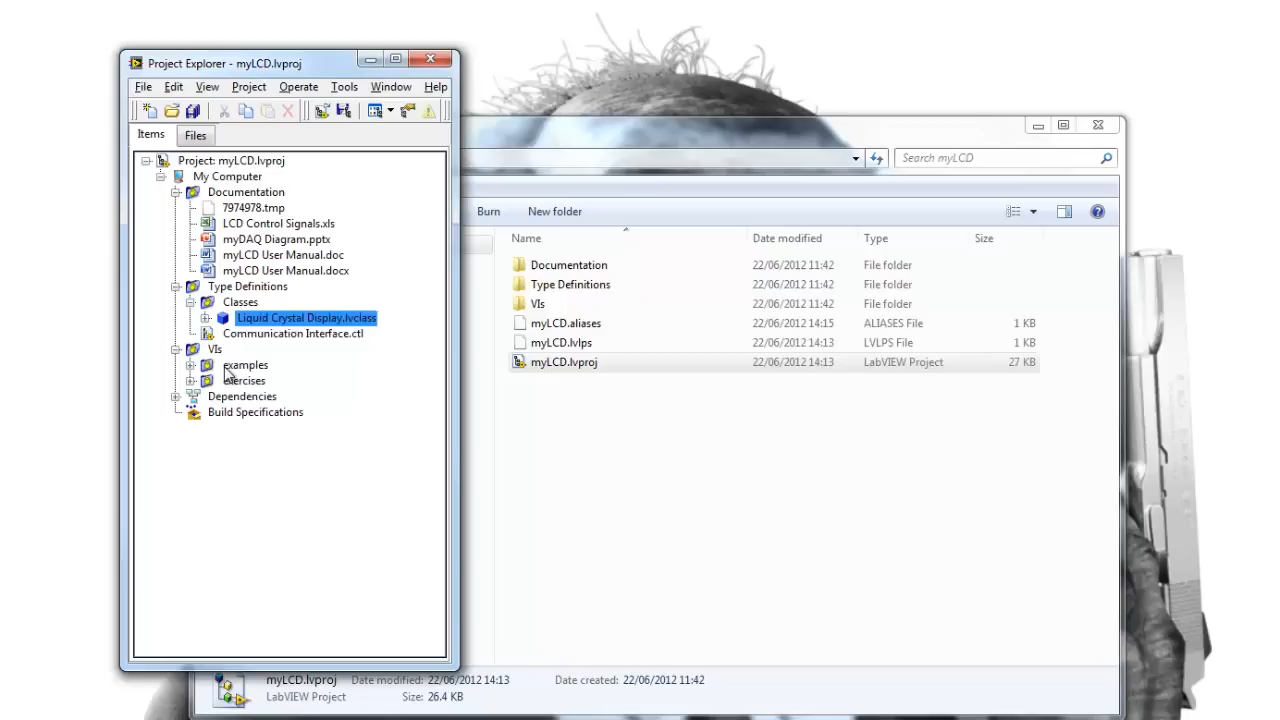 Project Explorer - myLCD.lvproj
File Edit View Project Operate Tools Window Help
Items Files
Project: myLCD.lvproj
My Computer
Documentation
7974978.tmp
LCD Control Signals.xls
myDAQ Diagram.pptx
myLCD User Manual.doc
myLCD User Manual.docx
Type Definitions
Classes
Liquid Crystal Display.lvclass
Communication Interface.ctl
VIs
examples
exercises
Dependencies
Build Specifications
Search myLCD
Burn New folder
Name Date modified Type Size
Documentation 22/06/2012 11:42 File folder
Type Definitions 22/06/2012 11:42 File folder
VIs 22/06/2012 11:42 File folder
myLCD.aliases 22/06/2012 14:15 ALIASES File 1 KB
myLCD.lvlps 22/06/2012 14:13 LVLPS File 1 KB
myLCD.lvproj 22/06/2012 14:13 LabVIEW Project 27 KB
myLCD.lvproj Date modified: 22/06/2012 14:13 Date created: 22/06/2012 11:42
LabVIEW Project Size: 26.4 KB